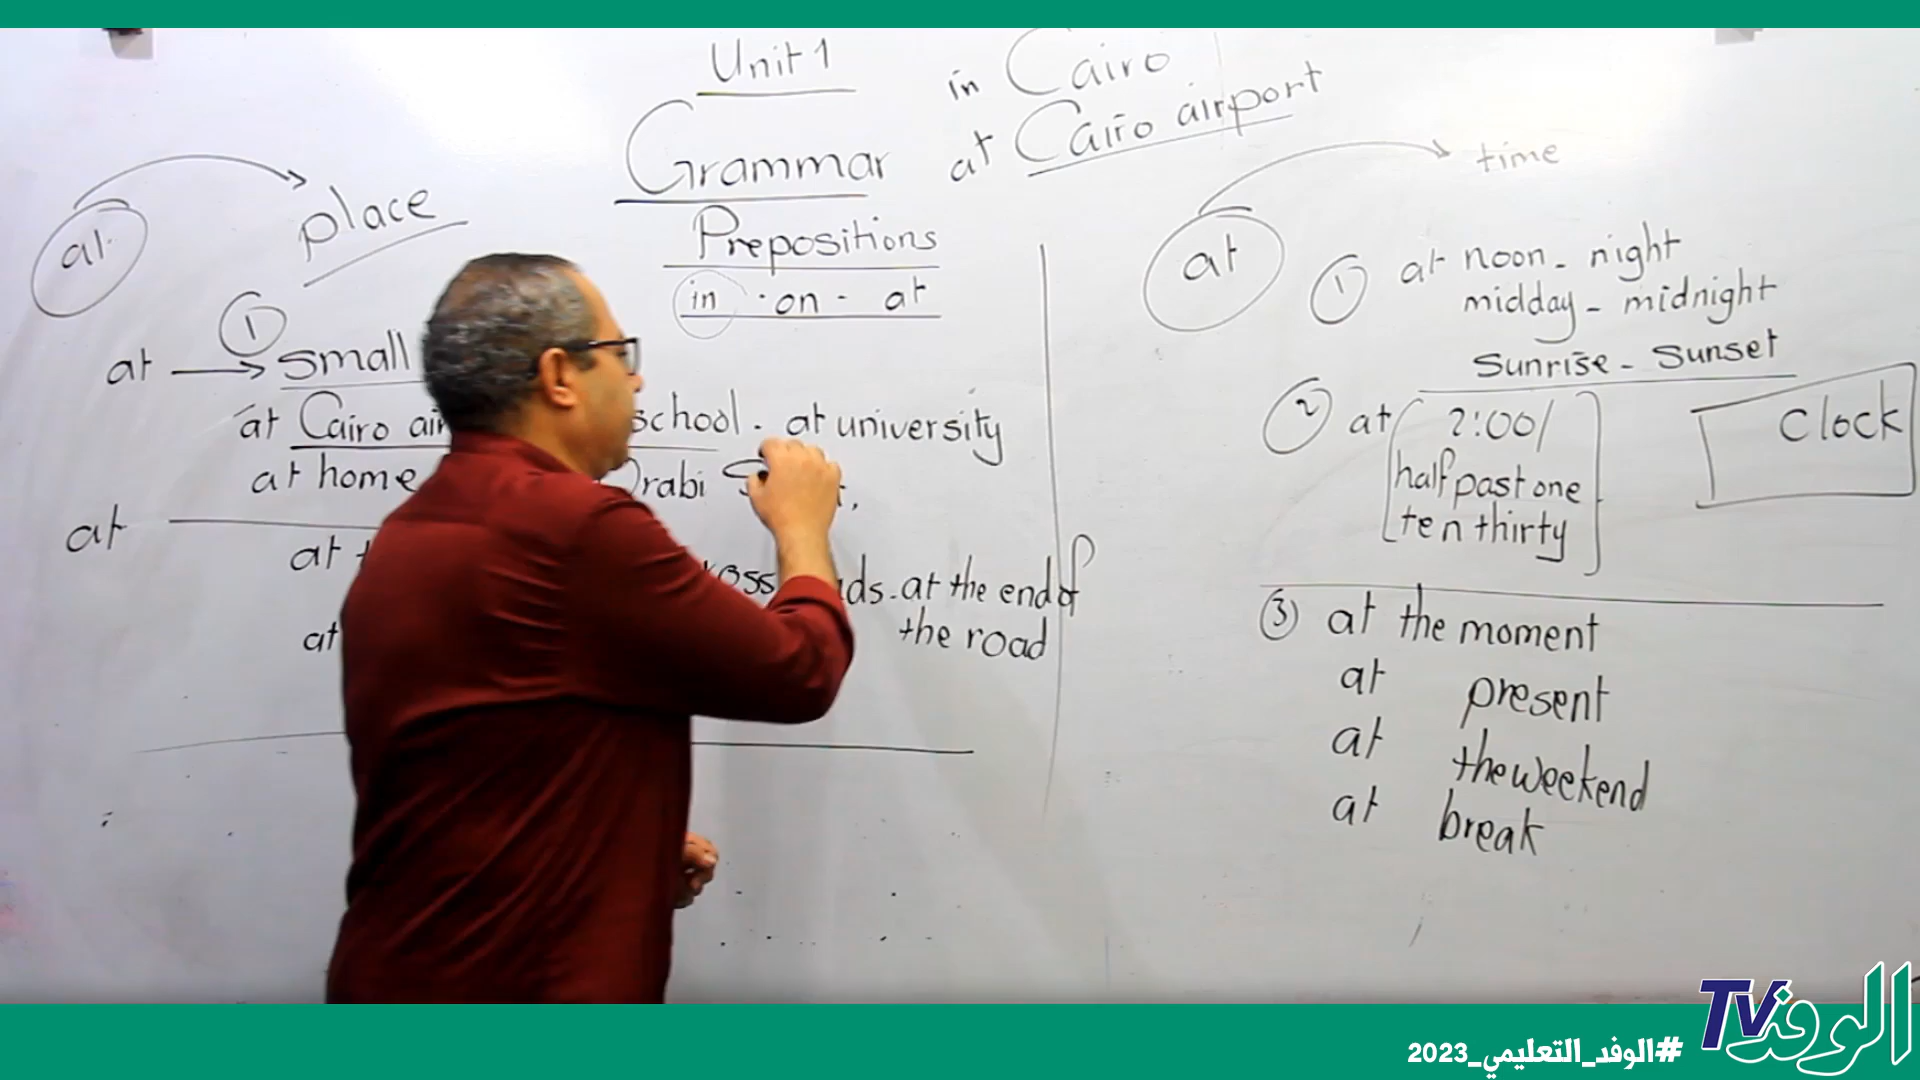 Unit 1
in Cairo
at Cairo airport
Grammar
Prepositions
in · on - at
at
place
①
at → small
at Cairo air school - at university
at home rabi
at
at
oss ds - at the end of
at the road
at
time
① at noon - night
midday - midnight
Sunrise - Sunset
② at 2:00/
half past one
ten thirty
Clock
③ at the moment
at present
at the weekend
at break
الوفد TV
#الوفد_التعليمي_2023